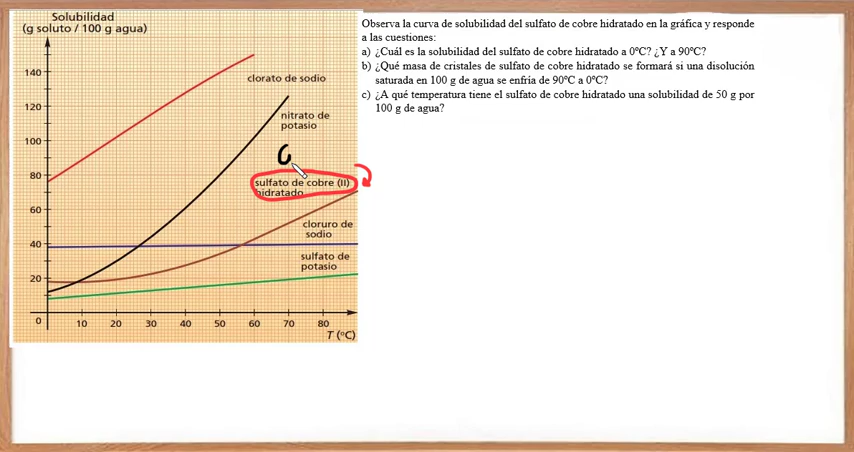 Solubilidad
(g soluto / 100 g agua)
140
120
100
80
60
40
20
0
10 20 30 40 50 60 70 80
T (°C)
clorato de sodio
nitrato de
potasio
sulfato de cobre (II)
hidratado
cloruro de
sodio
sulfato de
potasio
Observa la curva de solubilidad del sulfato de cobre hidratado en la gráfica y responde
a las cuestiones:
a) ¿Cuál es la solubilidad del sulfato de cobre hidratado a 0ºC? ¿Y a 90ºC?
b) ¿Qué masa de cristales de sulfato de cobre hidratado se formará si una disolución
saturada en 100 g de agua se enfría de 90ºC a 0ºC?
c) ¿A qué temperatura tiene el sulfato de cobre hidratado una solubilidad de 50 g por
100 g de agua?